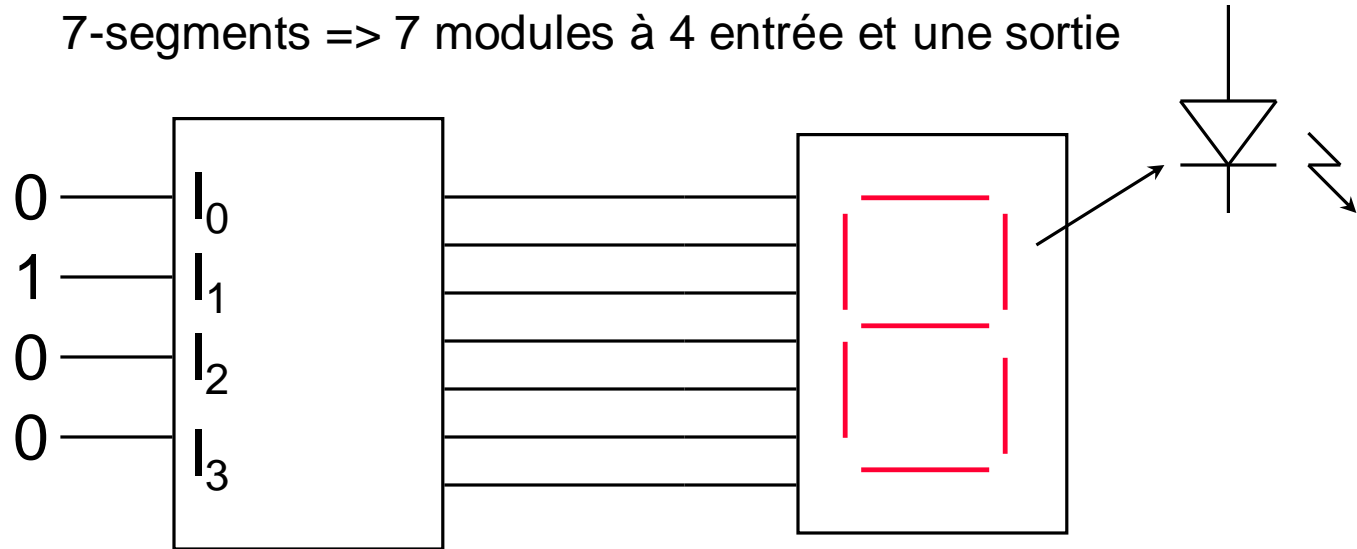 7-segments => 7 modules à 4 entrée et une sortie
0 I0
1 I1
0 I2
0 I3